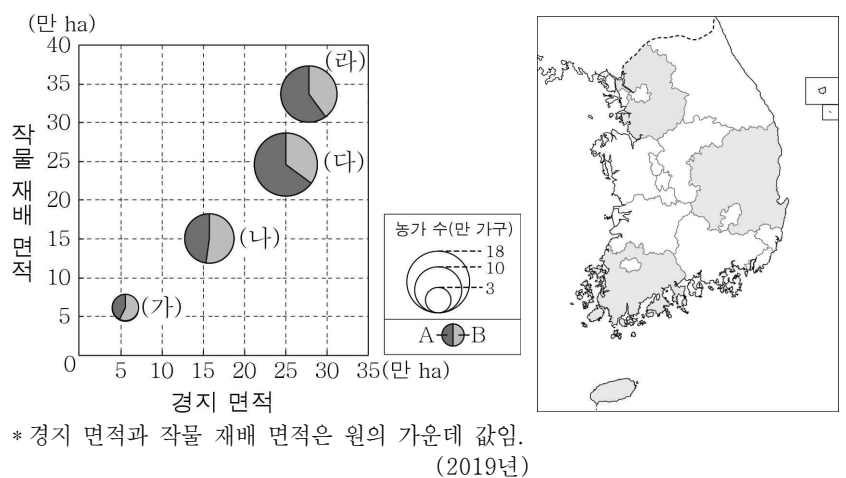 (만 ha)
40
35
30
25
20
15
10
5
0
작물 재배 면적
(라)
(다)
(나)
(가)
5 10 15 20 25 30 35(만 ha)
경지 면적
농가 수(만 가구)
18
10
3
A B
* 경지 면적과 작물 재배 면적은 원의 가운데 값임.
(2019년)